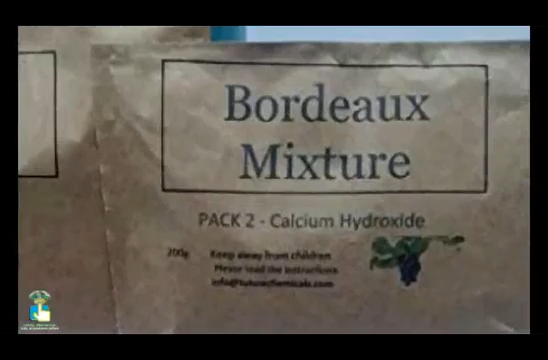 Bordeaux
Mixture
PACK 2 - Calcium Hydroxide
200g
Keep away from children
Please read the instructions